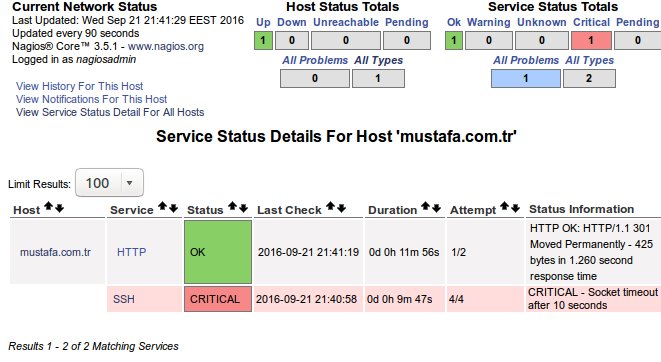 Current Network Status
Last Updated: Wed Sep 21 21:41:29 EEST 2016
Updated every 90 seconds
Nagios® Core™ 3.5.1 - www.nagios.org
Logged in as nagiosadmin
View History For This Host
View Notifications For This Host
View Service Status Detail For All Hosts
Host Status Totals
Up Down Unreachable Pending
1 0 0 0
All Problems All Types
0 1
Service Status Totals
Ok Warning Unknown Critical Pending
1 0 0 1 0
All Problems All Types
1 2
Service Status Details For Host 'mustafa.com.tr'
Limit Results: 100
Host Service Status Last Check Duration Attempt Status Information
mustafa.com.tr HTTP OK 2016-09-21 21:41:19 0d 0h 11m 56s 1/2 HTTP OK: HTTP/1.1 301
Moved Permanently - 425
bytes in 1.260 second
response time
SSH CRITICAL 2016-09-21 21:40:58 0d 0h 9m 47s 4/4 CRITICAL - Socket timeout
after 10 seconds
Results 1 - 2 of 2 Matching Services